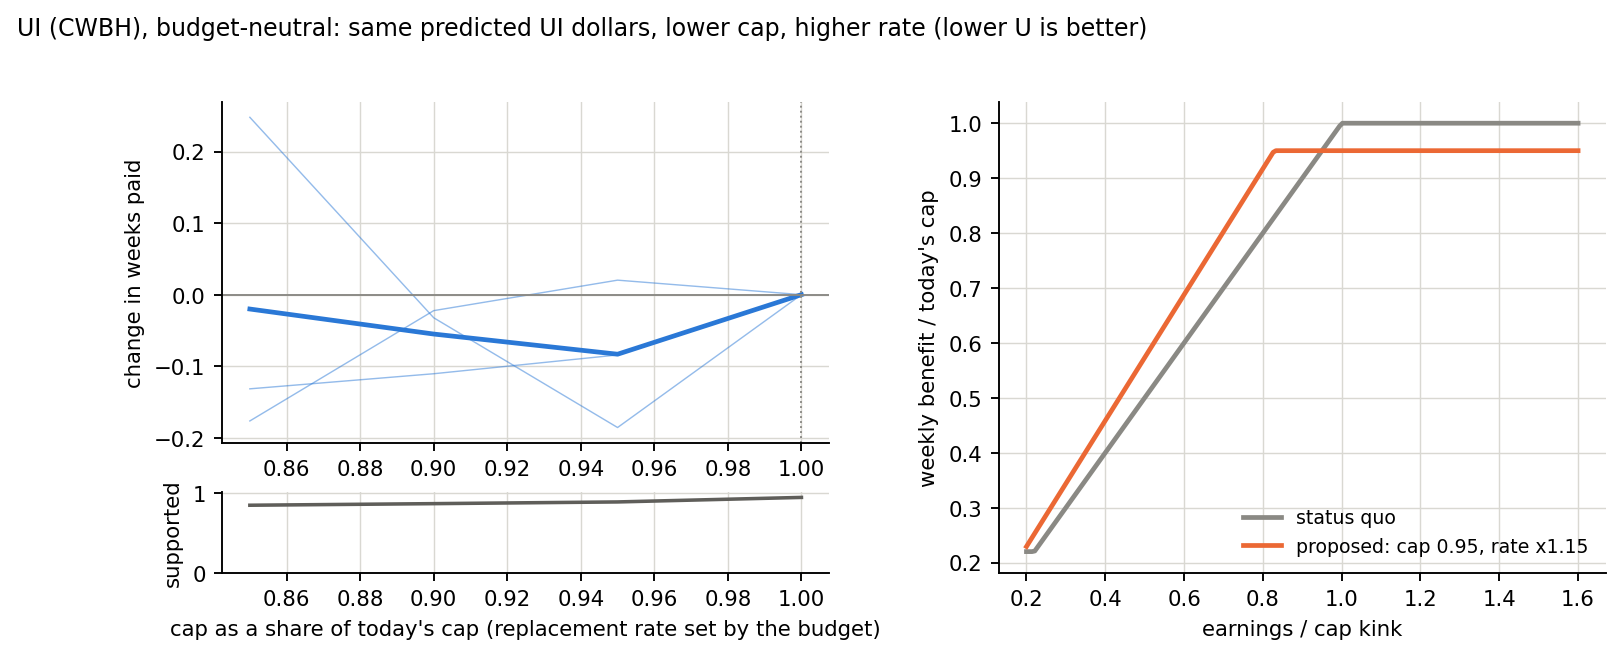 UI (CWBH), budget-neutral: same predicted UI dollars, lower cap, higher rate (lower U is better)
change in weeks paid
0.2
0.1
0.0
−0.1
−0.2
0.86 0.88 0.90 0.92 0.94 0.96 0.98 1.00
supported
1
0
0.86 0.88 0.90 0.92 0.94 0.96 0.98 1.00
cap as a share of today's cap (replacement rate set by the budget)
weekly benefit / today's cap
1.0
0.9
0.8
0.7
0.6
0.5
0.4
0.3
0.2
status quo
proposed: cap 0.95, rate x1.15
0.2 0.4 0.6 0.8 1.0 1.2 1.4 1.6
earnings / cap kink